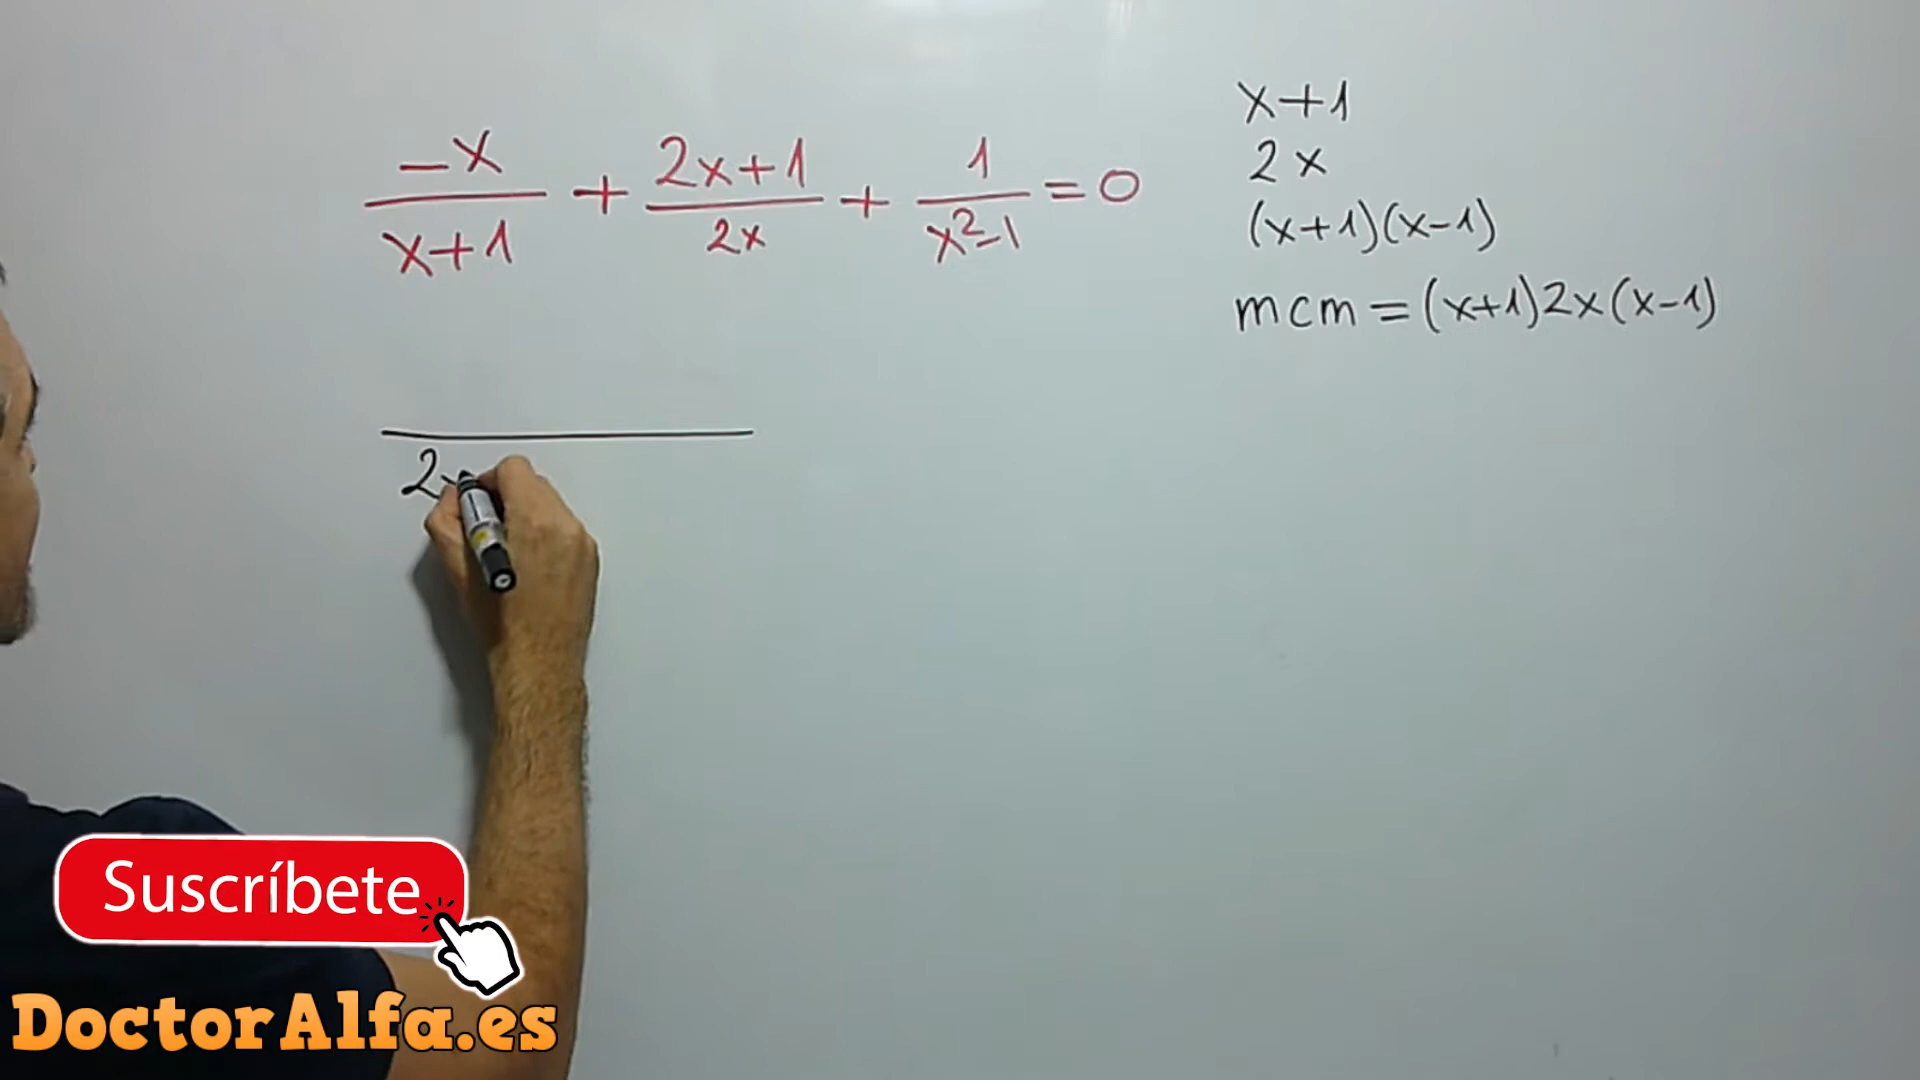 -x/(x+1) + (2x+1)/2x + 1/(x²-1) = 0
x+1
2x
(x+1)(x-1)
mcm = (x+1)2x(x-1)
2x
Suscríbete
DoctorAlfa.es